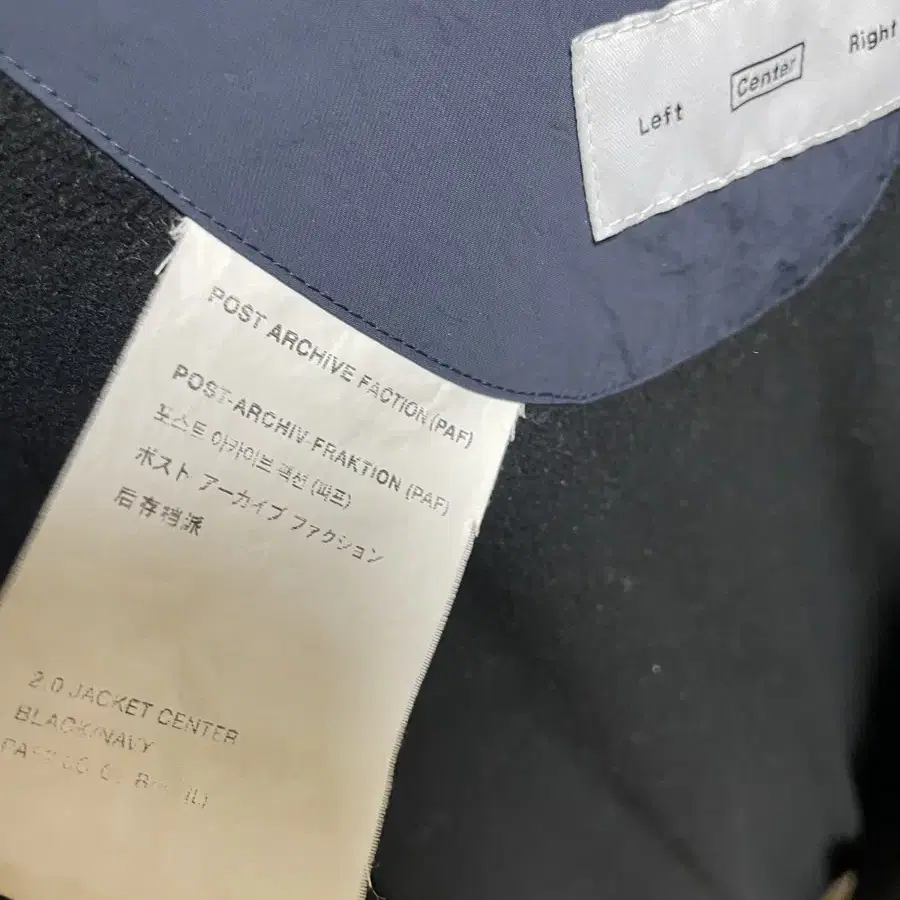 Left Center Right
POST ARCHIVE FACTION (PAF)
POST-ARCHIV-FRAKTION (PAF)
포스트 아카이브 팩션 (파프)
ポスト アーカイブ ファクション
后存档派
2.0 JACKET CENTER
BLACK/NAVY
(L)